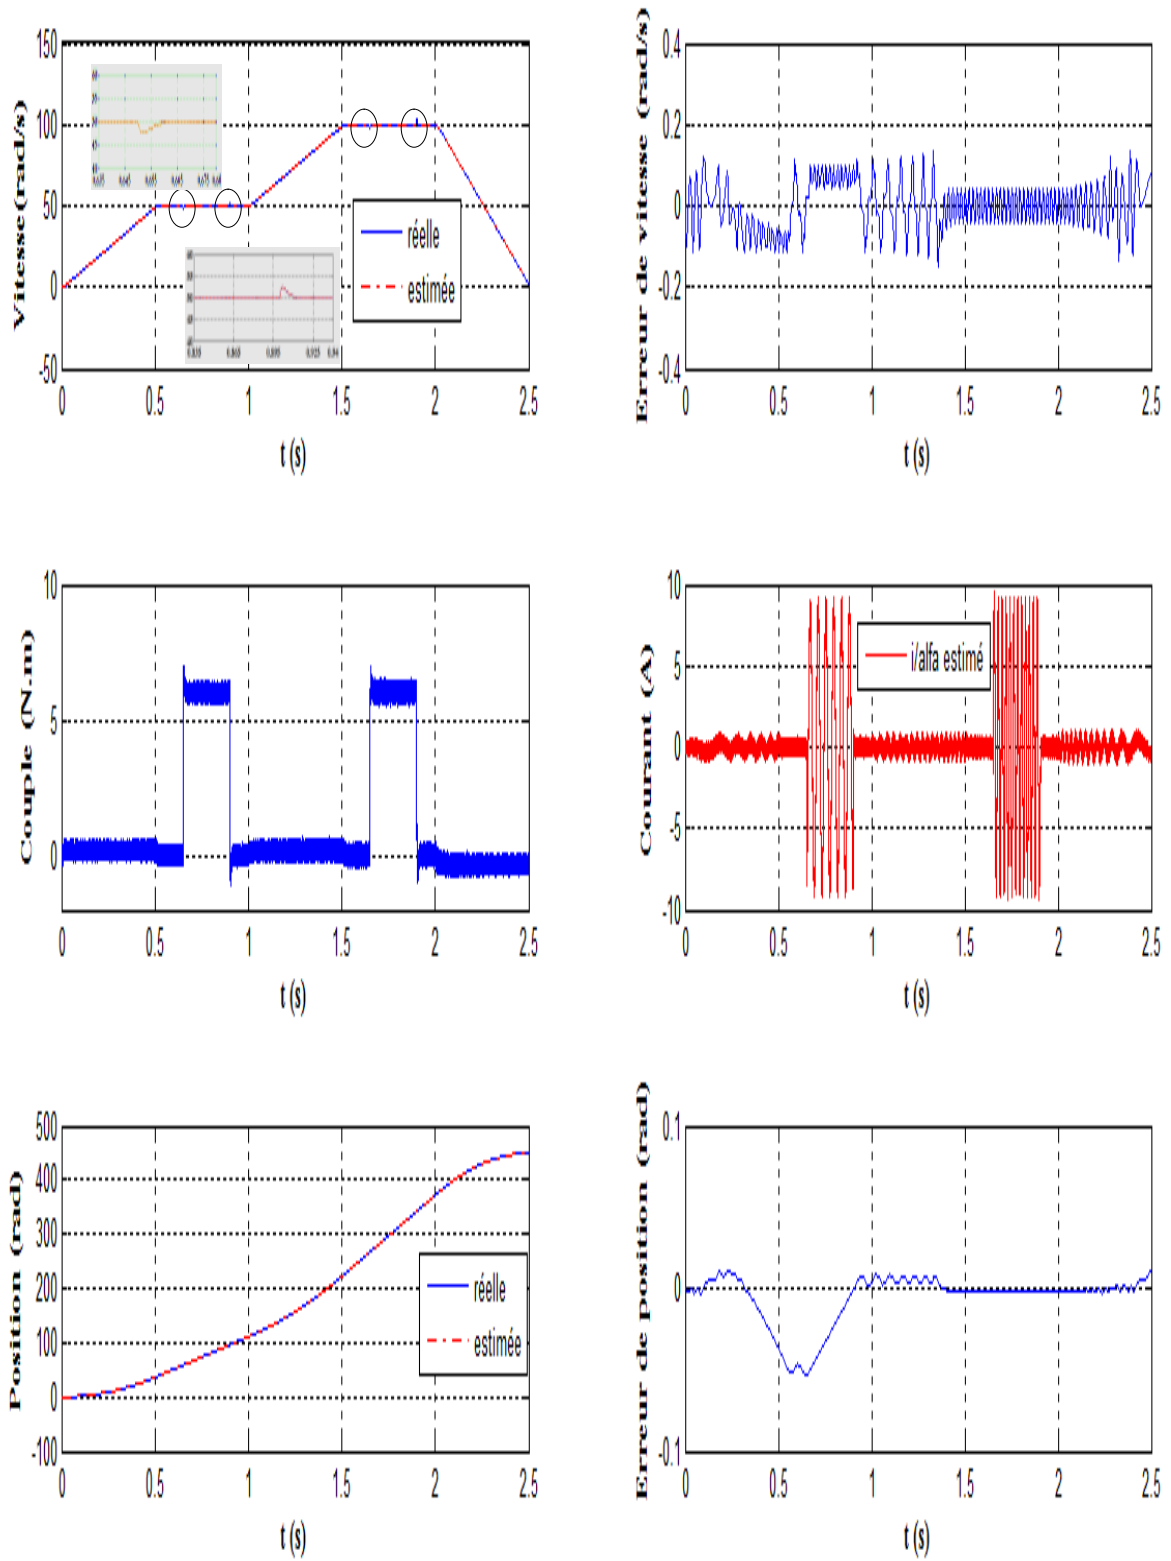 Vitesse(rad/s)
150
100
50
0
-50
0 0.5 1 1.5 2 2.5
t (s)
réelle
estimée
Erreur de vitesse (rad/s)
0.4
0.2
0
-0.2
-0.4
0 0.5 1 1.5 2 2.5
t (s)
Couple (N.m)
10
5
0
0 0.5 1 1.5 2 2.5
t (s)
Courant (A)
10
5
0
-5
-10
i/alfa estimé
0 0.5 1 1.5 2 2.5
t (s)
Position (rad)
500
400
300
200
100
0
-100
réelle
estimée
0 0.5 1 1.5 2 2.5
t (s)
Erreur de position (rad)
0.1
0
-0.1
0 0.5 1 1.5 2 2.5
t (s)